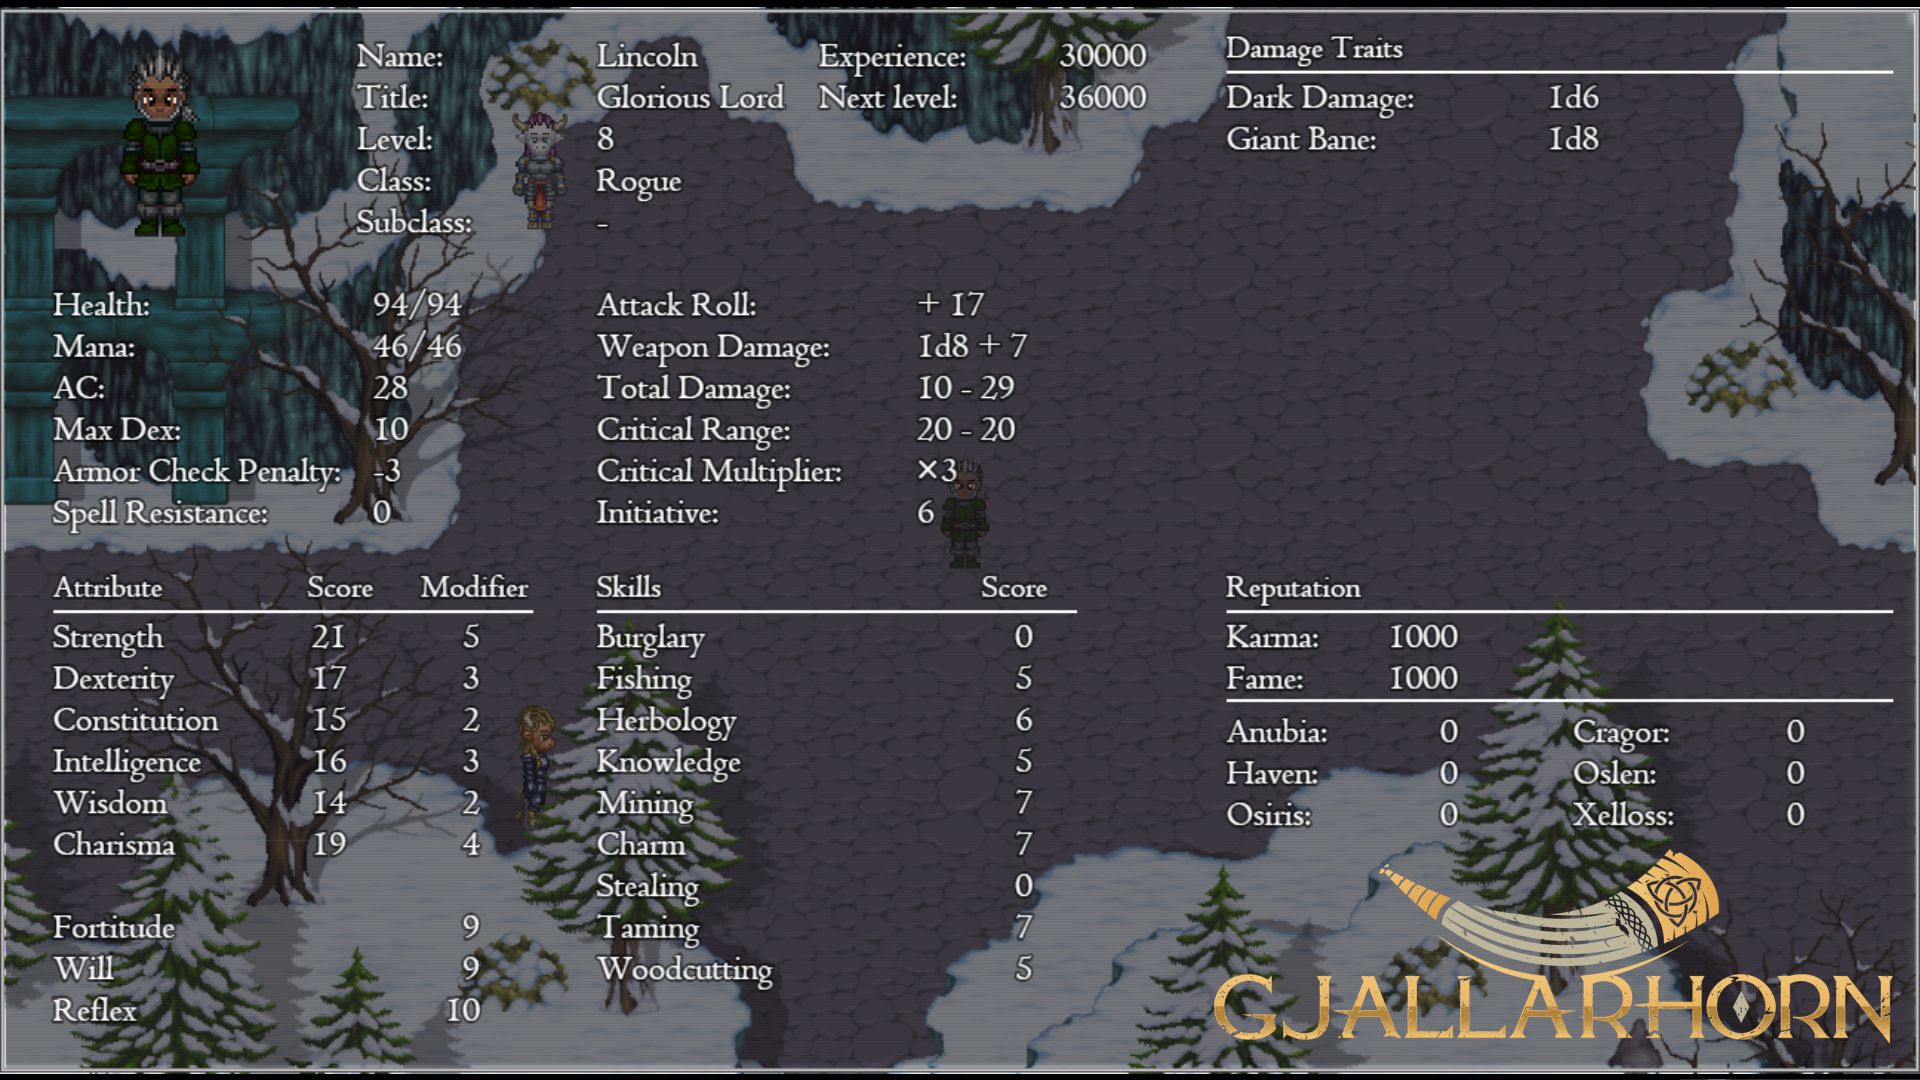 Name: Lincoln
Title: Glorious Lord
Level: 8
Class: Rogue
Subclass: -
Experience: 30000
Next level: 36000
Damage Traits
Dark Damage: 1d6
Giant Bane: 1d8
Health: 94/94
Mana: 46/46
AC: 28
Max Dex: 10
Armor Check Penalty: -3
Spell Resistance: 0
Attack Roll: + 17
Weapon Damage: 1d8 + 7
Total Damage: 10 - 29
Critical Range: 20 - 20
Critical Multiplier: ×3
Initiative: 6
Attribute Score Modifier
Strength 21 5
Dexterity 17 3
Constitution 15 2
Intelligence 16 3
Wisdom 14 2
Charisma 19 4
Fortitude 9
Will 9
Reflex 10
Skills Score
Burglary 0
Fishing 5
Herbology 6
Knowledge 5
Mining 7
Charm 7
Stealing 0
Taming 7
Woodcutting 5
Reputation
Karma: 1000
Fame: 1000
Anubia: 0 Cragor: 0
Haven: 0 Oslen: 0
Osiris: 0 Xelloss: 0
GJALLARHORN